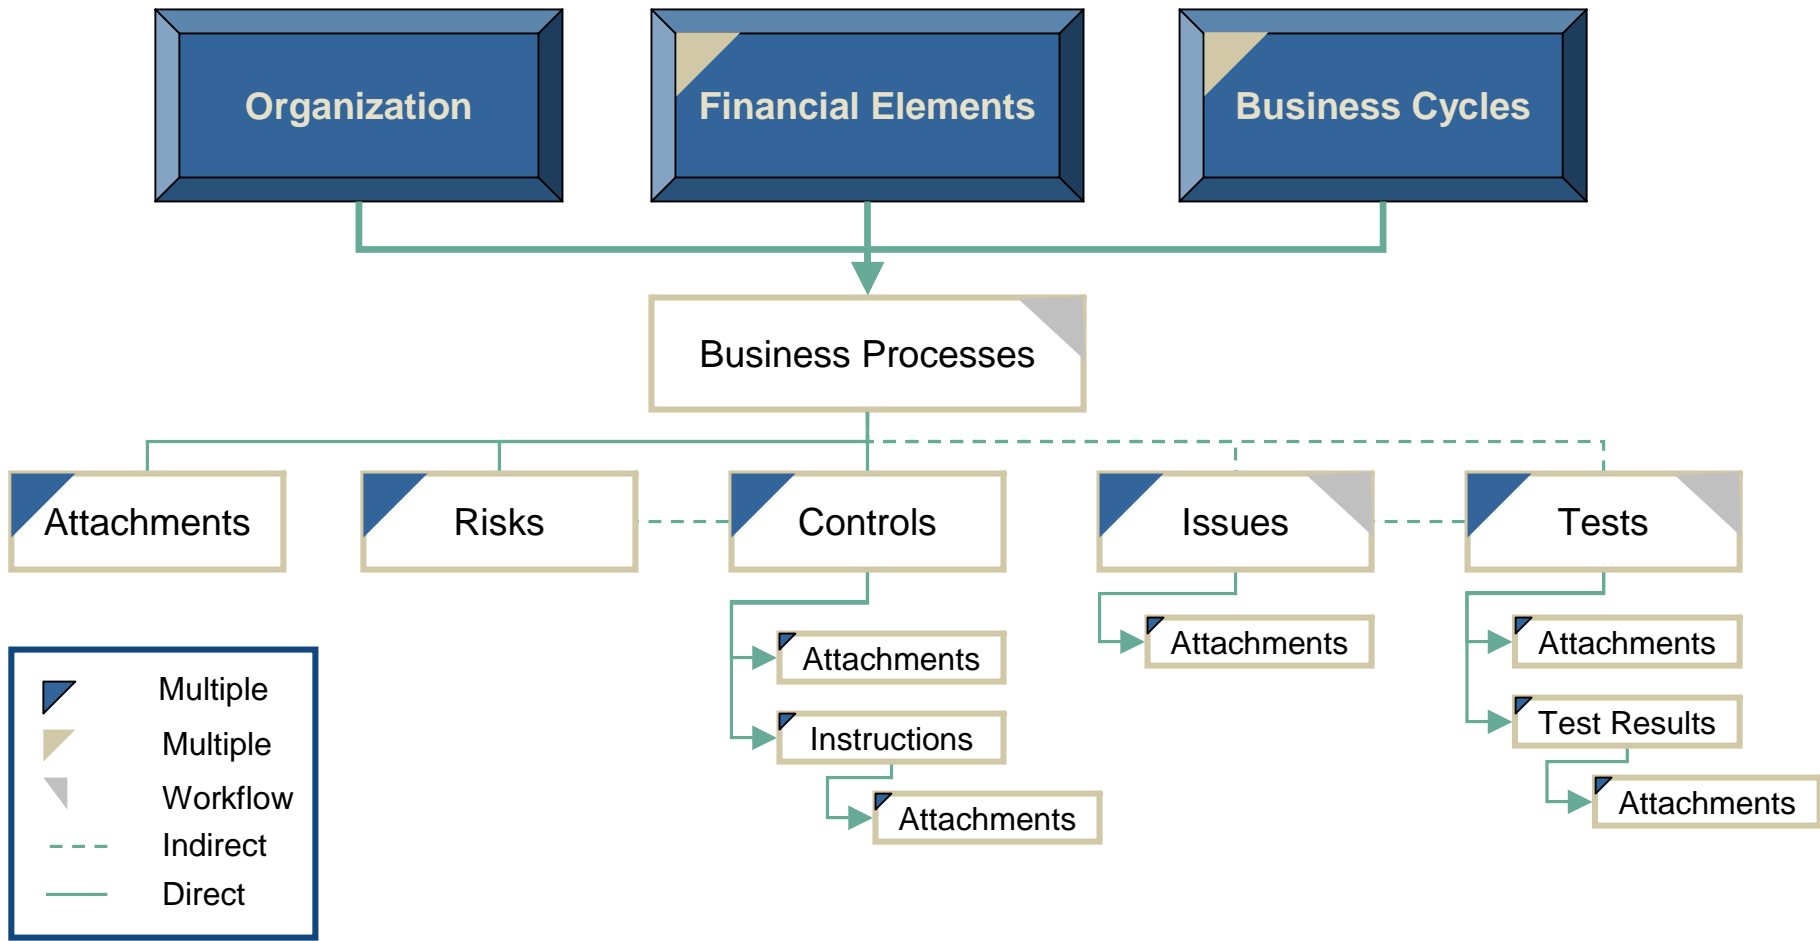 Organization
Financial Elements
Business Cycles
Business Processes
Attachments
Risks
Controls
Issues
Tests
Attachments
Instructions
Attachments
Attachments
Attachments
Test Results
Attachments
Multiple
Multiple
Workflow
Indirect
Direct